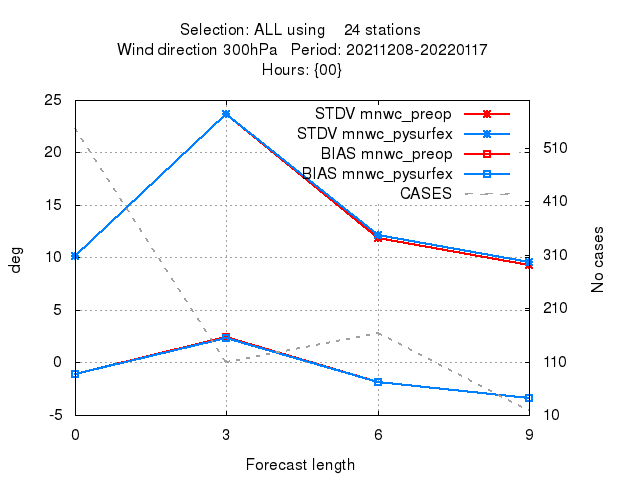 Selection: ALL using    24 stations
Wind direction 300hPa   Period: 20211208-20220117
Hours: {00}
STDV mnwc_preop
STDV mnwc_pysurfex
BIAS mnwc_preop
BIAS mnwc_pysurfex
CASES
25
20
15
10
5
0
-5
deg
510
410
310
210
110
10
No cases
0 3 6 9
Forecast length